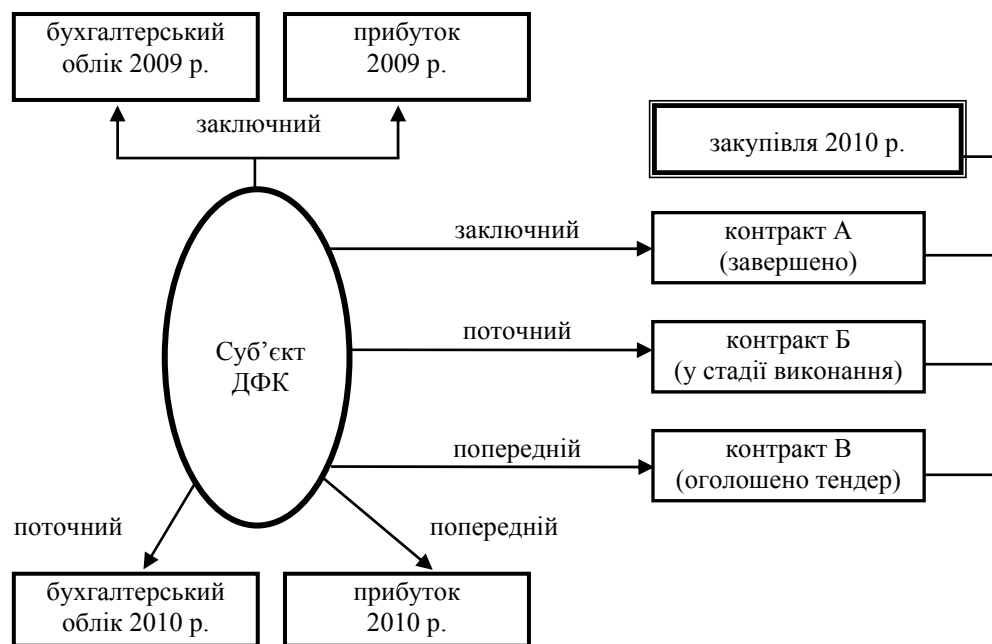 бухгалтерський
облік 2009 р.
прибуток
2009 р.
заключний
закупівля 2010 р.
заключний
контракт А
(завершено)
Суб’єкт
ДФК
поточний
контракт Б
(у стадії виконання)
попередній
контракт В
(оголошено тендер)
поточний
попередній
бухгалтерський
облік 2010 р.
прибуток
2010 р.